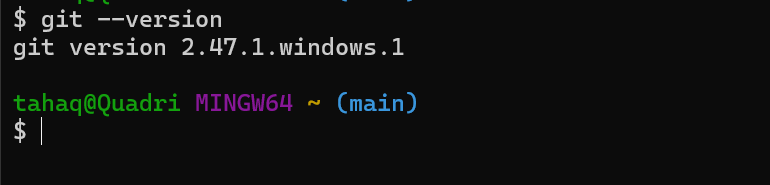 $ git --version
git version 2.47.1.windows.1
tahaq@Quadri MINGW64 ~ (main)
$